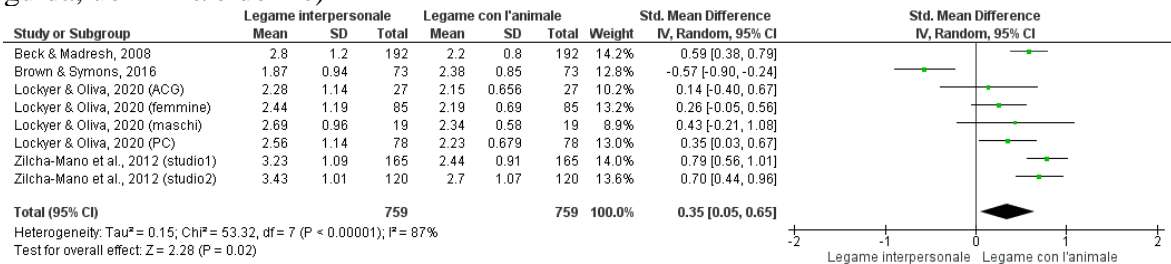 Legame interpersonale Legame con l'animale Std. Mean Difference Std. Mean Difference
Study or Subgroup Mean SD Total Mean SD Total Weight IV, Random, 95% CI IV, Random, 95% CI
Beck & Madresh, 2008 2.8 1.2 192 2.2 0.8 192 14.2% 0.59 [0.38, 0.79]
Brown & Symons, 2016 1.87 0.94 73 2.38 0.85 73 12.8% -0.57 [-0.90, -0.24]
Lockyer & Oliva, 2020 (ACG) 2.28 1.14 27 2.15 0.656 27 10.2% 0.14 [-0.40, 0.67]
Lockyer & Oliva, 2020 (femmine) 2.44 1.19 85 2.19 0.69 85 13.1% 0.26 [-0.05, 0.56]
Lockyer & Oliva, 2020 (maschi) 2.69 0.96 19 2.34 0.58 19 8.9% 0.43 [-0.21, 1.08]
Lockyer & Oliva, 2020 (PC) 2.56 1.14 78 2.23 0.679 78 13.0% 0.35 [0.03, 0.67]
Zilcha-Mano et al., 2012 (studio1) 3.23 1.09 165 2.44 0.91 165 14.0% 0.79 [0.56, 1.01]
Zilcha-Mano et al., 2012 (studio2) 3.43 1.01 120 2.7 1.07 120 13.6% 0.70 [0.44, 0.96]
Total (95% CI) 759 759 100.0% 0.35 [0.05, 0.65]
Heterogeneity: Tau² = 0.15; Chi² = 53.32, df = 7 (P < 0.00001); I² = 87%
Test for overall effect: Z = 2.28 (P = 0.02)
-2 -1 0 1 2
Legame interpersonale Legame con l'animale